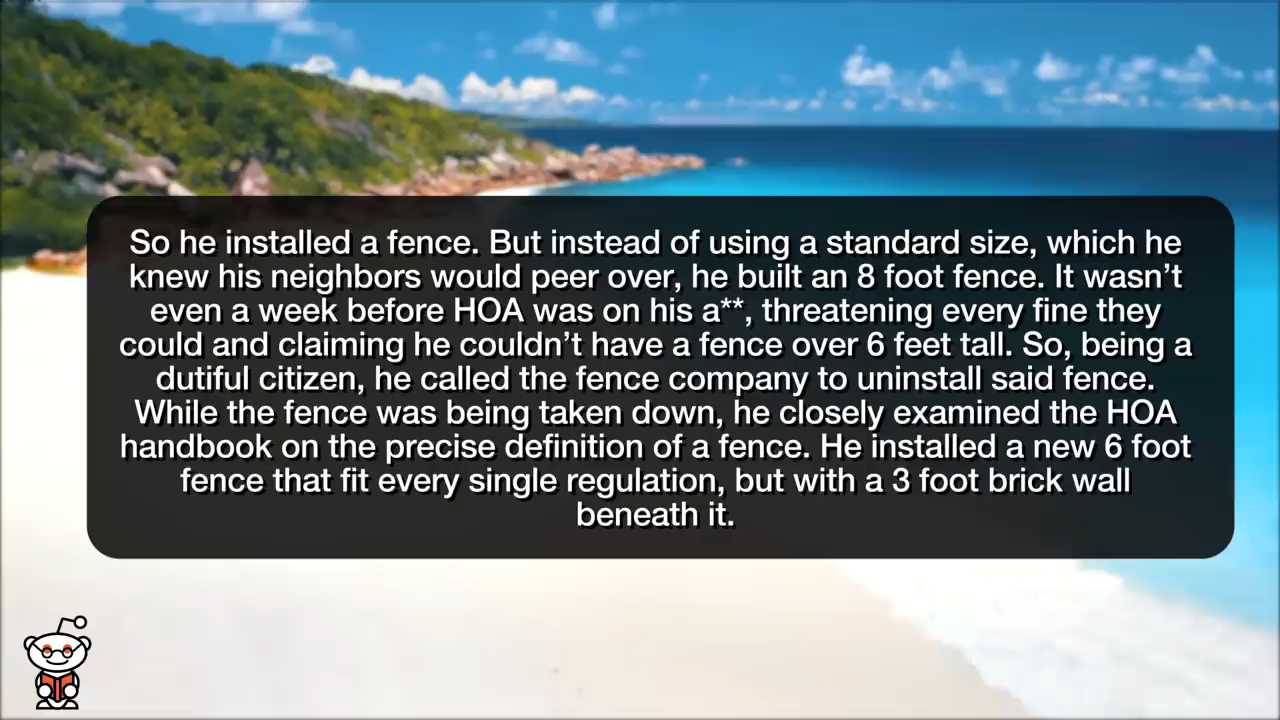 So he installed a fence. But instead of using a standard size, which he
knew his neighbors would peer over, he built an 8 foot fence. It wasn't
even a week before HOA was on his a**, threatening every fine they
could and claiming he couldn't have a fence over 6 feet tall. So, being a
dutiful citizen, he called the fence company to uninstall said fence.
While the fence was being taken down, he closely examined the HOA
handbook on the precise definition of a fence. He installed a new 6 foot
fence that fit every single regulation, but with a 3 foot brick wall
beneath it.